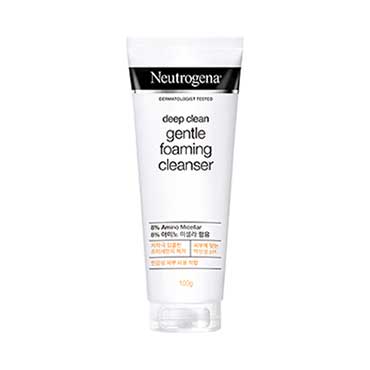 Neutrogena®
DERMATOLOGIST TESTED
deep clean
gentle
foaming
cleanser
8% Amino Micellar
8% 아미노 미셀라 함유
100g